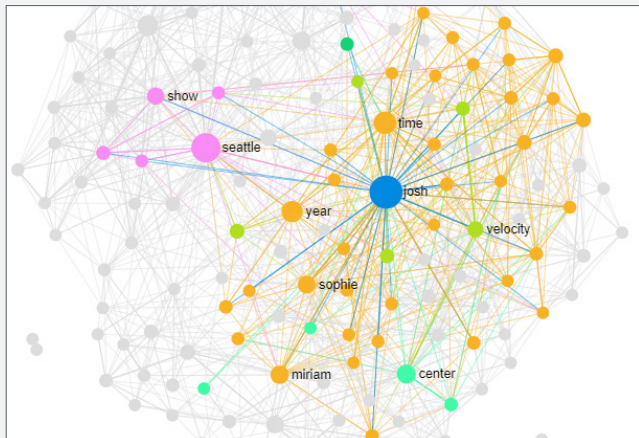 show
time
seattle
josh
year
velocity
sophie
miriam
center